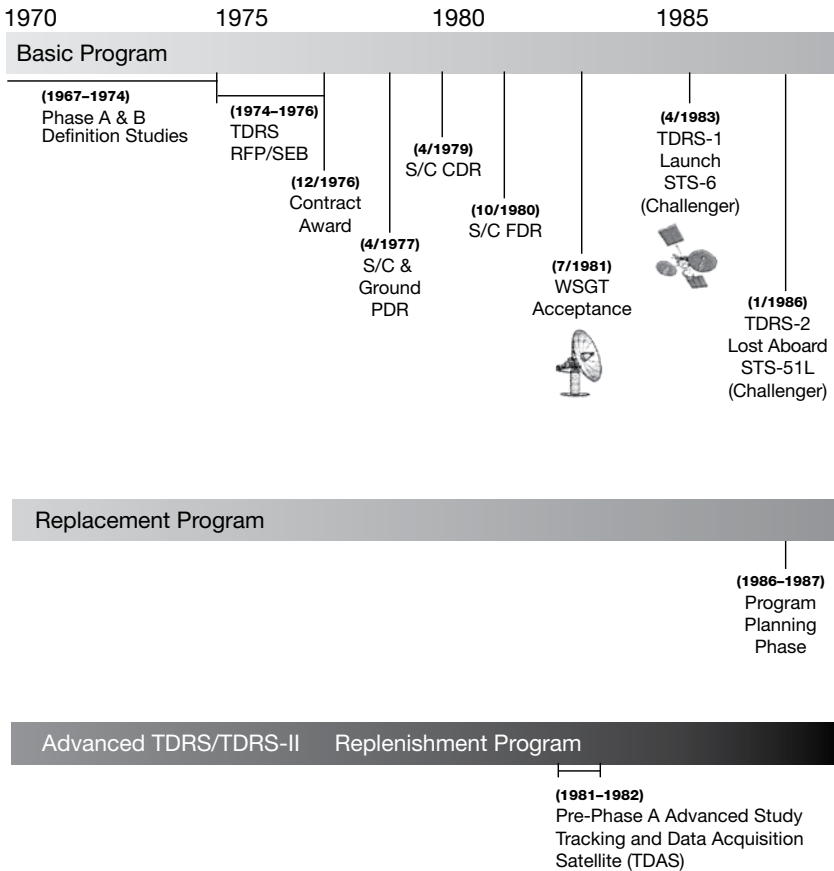 1970 1975 1980 1985
Basic Program
(1967–1974)
Phase A & B
Definition Studies
(1974–1976)
TDRS
RFP/SEB
(12/1976)
Contract
Award
(4/1977)
S/C &
Ground
PDR
(4/1979)
S/C CDR
(10/1980)
S/C FDR
(7/1981)
WSGT
Acceptance
(4/1983)
TDRS-1
Launch
STS-6
(Challenger)
(1/1986)
TDRS-2
Lost Aboard
STS-51L
(Challenger)
Replacement Program
(1986–1987)
Program
Planning
Phase
Advanced TDRS/TDRS-II Replenishment Program
(1981–1982)
Pre-Phase A Advanced Study
Tracking and Data Acquisition
Satellite (TDAS)